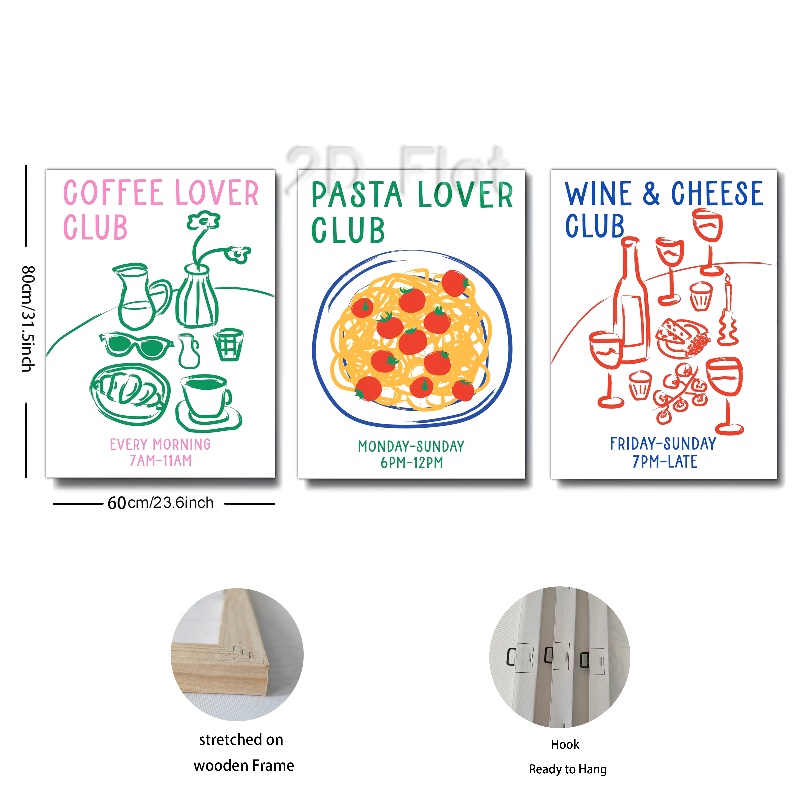 2D Flat
COFFEE LOVER
CLUB
EVERY MORNING
7AM-11AM
PASTA LOVER
CLUB
MONDAY-SUNDAY
6PM-12PM
WINE & CHEESE
CLUB
FRIDAY-SUNDAY
7PM-LATE
80cm/31.5inch
60cm/23.6inch
stretched on
wooden Frame
Hook
Ready to Hang